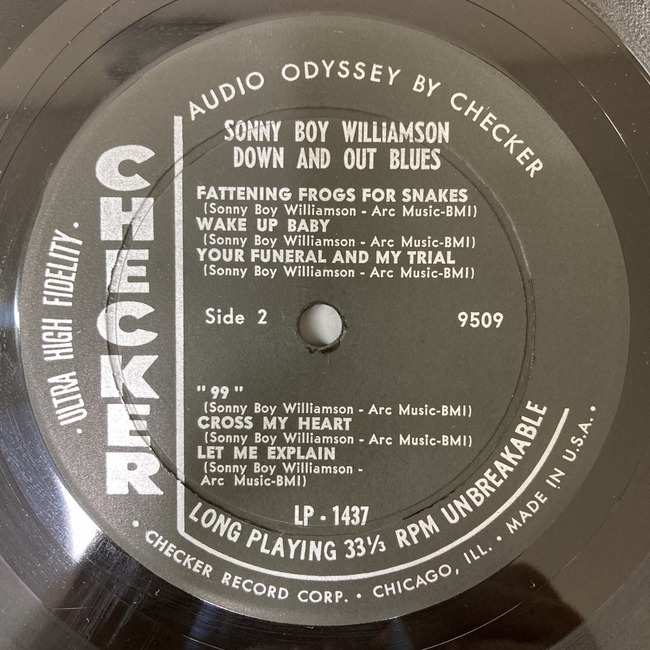 AUDIO ODYSSEY BY CHECKER
SONNY BOY WILLIAMSON
DOWN AND OUT BLUES
CHECKER
· ULTRA HIGH FIDELITY ·
FATTENING FROGS FOR SNAKES
(Sonny Boy Williamson - Arc Music-BMI)
WAKE UP BABY
(Sonny Boy Williamson - Arc Music-BMI)
YOUR FUNERAL AND MY TRIAL
(Sonny Boy Williamson - Arc Music-BMI)
Side 2
9509
"99"
(Sonny Boy Williamson - Arc Music-BMI)
CROSS MY HEART
(Sonny Boy Williamson - Arc Music-BMI)
LET ME EXPLAIN
(Sonny Boy Williamson -
Arc Music-BMI)
LP - 1437
LONG PLAYING 33⅓ RPM UNBREAKABLE
· CHECKER RECORD CORP. · CHICAGO, ILL. · MADE IN U.S.A. ·